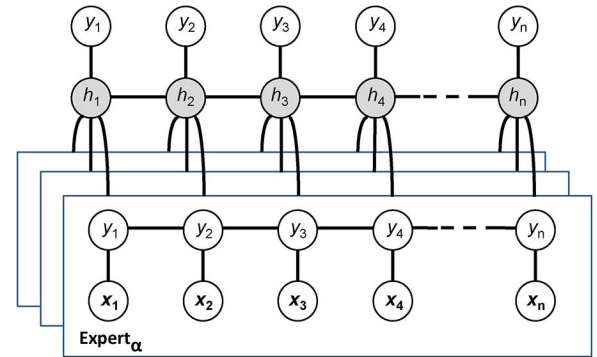 y1 y2 y3 y4 yn
h1 h2 h3 h4 hn
y1 y2 y3 y4 yn
x1 x2 x3 x4 xn
Expertα